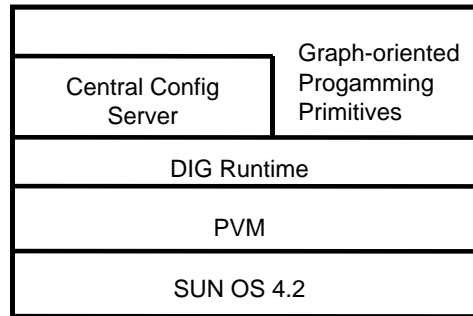 Graph-oriented
Progamming
Primitives
Central Config
Server
DIG Runtime
PVM
SUN OS 4.2